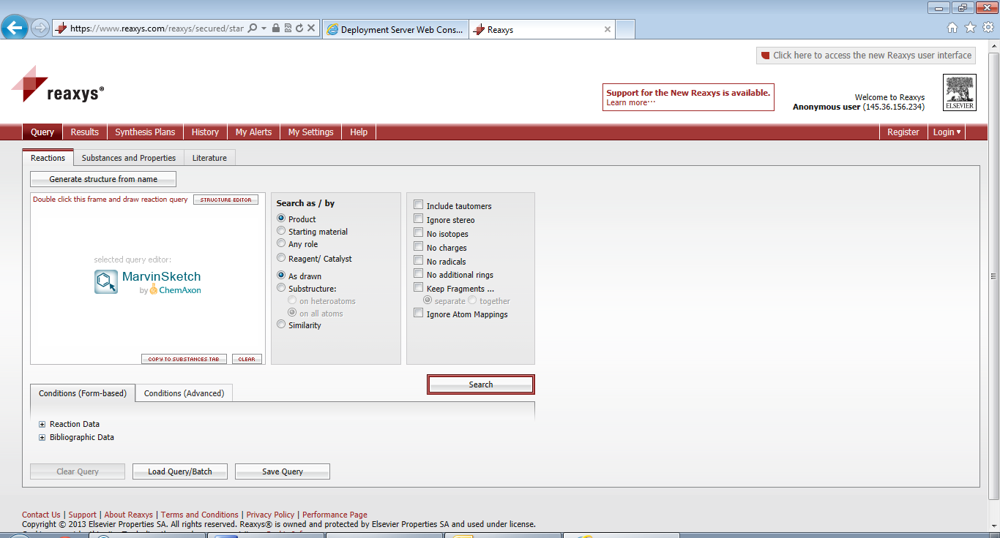 https://www.reaxys.com/reaxys/secured/star
Deployment Server Web Cons...
Reaxys
Click here to access the new Reaxys user interface
reaxys®
Support for the New Reaxys is available.
Learn more...
Welcome to Reaxys
Anonymous user (145.36.156.234)
ELSEVIER
Query
Results
Synthesis Plans
History
My Alerts
My Settings
Help
Register
Login
Reactions
Substances and Properties
Literature
Generate structure from name
Double click this frame and draw reaction query
STRUCTURE EDITOR
selected query editor:
MarvinSketch
by ChemAxon
COPY TO SUBSTANCES TAB
CLEAR
Search as / by
Product
Starting material
Any role
Reagent/ Catalyst
As drawn
Substructure:
on heteroatoms
on all atoms
Similarity
Include tautomers
Ignore stereo
No isotopes
No charges
No radicals
No additional rings
Keep Fragments ...
separate together
Ignore Atom Mappings
Search
Conditions (Form-based)
Conditions (Advanced)
Reaction Data
Bibliographic Data
Clear Query
Load Query/Batch
Save Query
Contact Us | Support | About Reaxys | Terms and Conditions | Privacy Policy | Performance Page
Copyright © 2013 Elsevier Properties SA. All rights reserved. Reaxys® is owned and protected by Elsevier Properties SA and used under license.